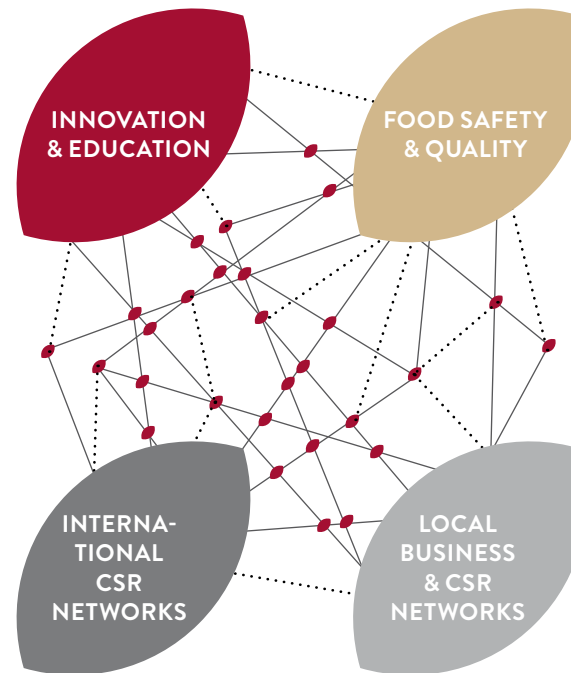 INNOVATION
& EDUCATION
FOOD SAFETY
& QUALITY
INTERNA-
TIONAL
CSR
NETWORKS
LOCAL
BUSINESS
& CSR
NETWORKS